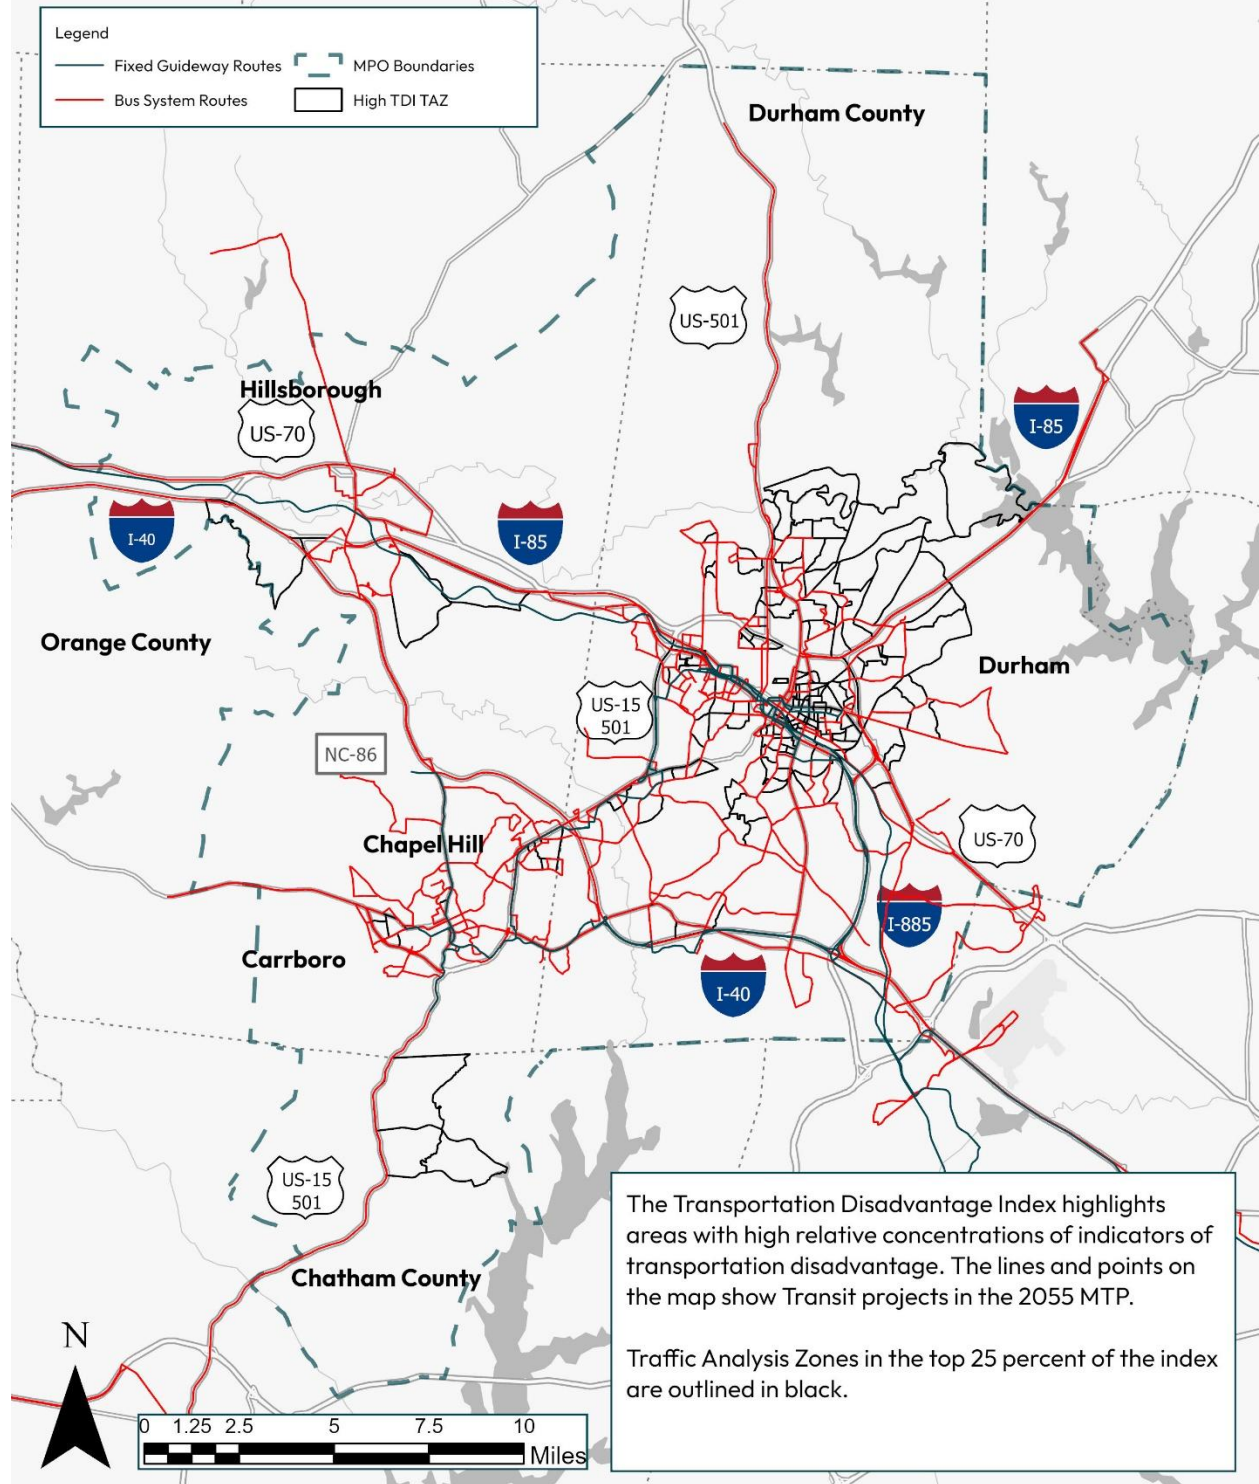 Legend
Fixed Guideway Routes
MPO Boundaries
Bus System Routes
High TDI TAZ
Durham County
US-501
Hillsborough
US-70
I-85
I-40
I-85
Orange County
Durham
US-15
501
NC-86
US-70
Chapel Hill
I-885
Carrboro
I-40
US-15
501
The Transportation Disadvantage Index highlights
areas with high relative concentrations of indicators of
transportation disadvantage. The lines and points on
the map show Transit projects in the 2055 MTP.
Traffic Analysis Zones in the top 25 percent of the index
are outlined in black.
Chatham County
N
0 1.25 2.5 5 7.5 10
Miles